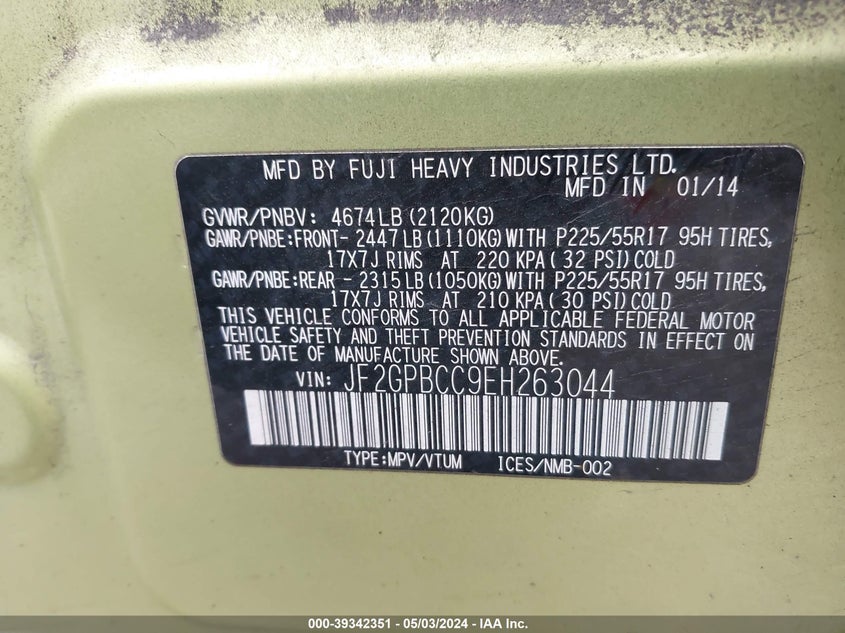 MFD BY FUJI HEAVY INDUSTRIES LTD.
MFD IN 01/14
GVWR/PNBV: 4674LB(2120KG)
GAWR/PNBE:FRONT- 2447LB(1110KG)WITH P225/55R17 95H TIRES,
17X7J RIMS AT 220 KPA( 32 PSI)COLD
GAWR/PNBE:REAR - 2315LB(1050KG)WITH P225/55R17 95H TIRES,
17X7J RIMS AT 210 KPA( 30 PSI)COLD
THIS VEHICLE CONFORMS TO ALL APPLICABLE FEDERAL MOTOR
VEHICLE SAFETY AND THEFT PREVENTION STANDARDS IN EFFECT ON
THE DATE OF MANUFACTURE SHOWN ABOVE.
VIN: JF2GPBCC9EH263044
TYPE:MPV/VTUM ICES/NMB-002
000-39342351 - 05/03/2024 - IAA Inc.